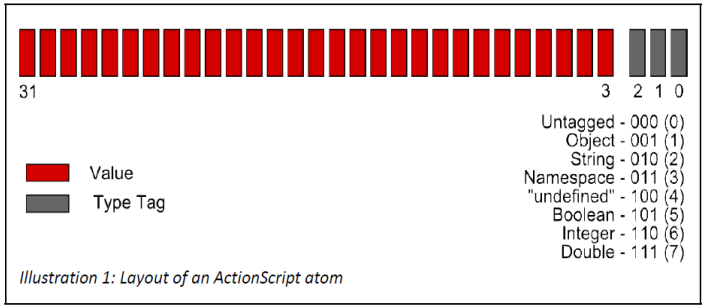 31 3 2 1 0
Untagged - 000 (0)
Object - 001 (1)
String - 010 (2)
Namespace - 011 (3)
"undefined" - 100 (4)
Boolean - 101 (5)
Integer - 110 (6)
Double - 111 (7)
Value
Type Tag
Illustration 1: Layout of an ActionScript atom